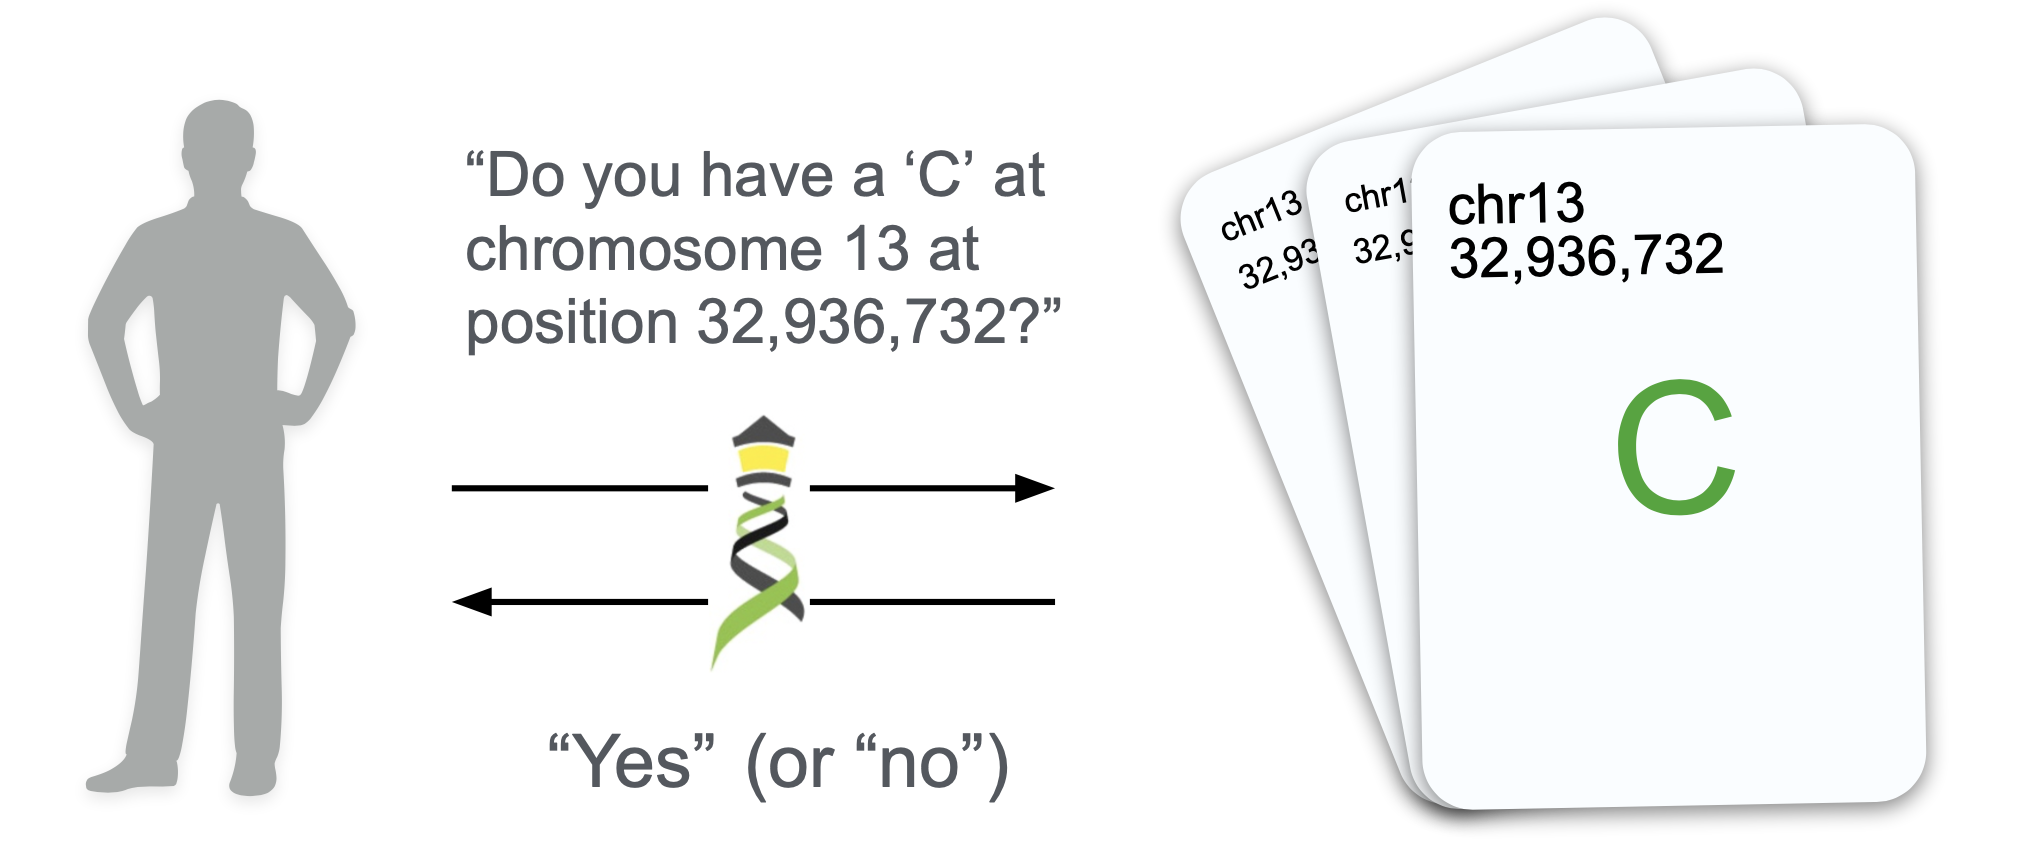 “Do you have a ‘C’ at
chromosome 13 at
position 32,936,732?”
“Yes” (or “no”)
chr13
32,93
chr1
32,9
chr13
32,936,732
C